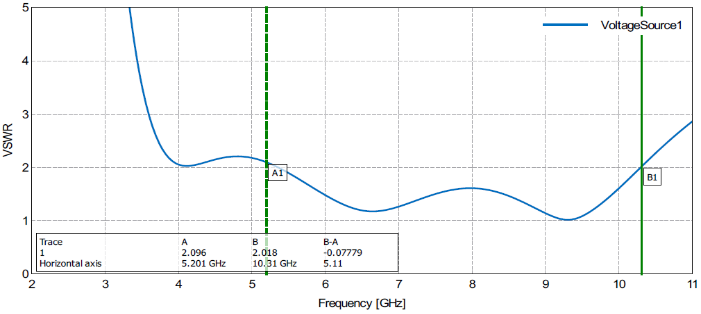 5
VoltageSource1
4
3
VSWR
2
A1
B1
1
Trace A B B-A
1 2.096 2.018 -0.07779
Horizontal axis 5.201 GHz 10.31 GHz 5.11
0
2 3 4 5 6 7 8 9 10 11
Frequency [GHz]